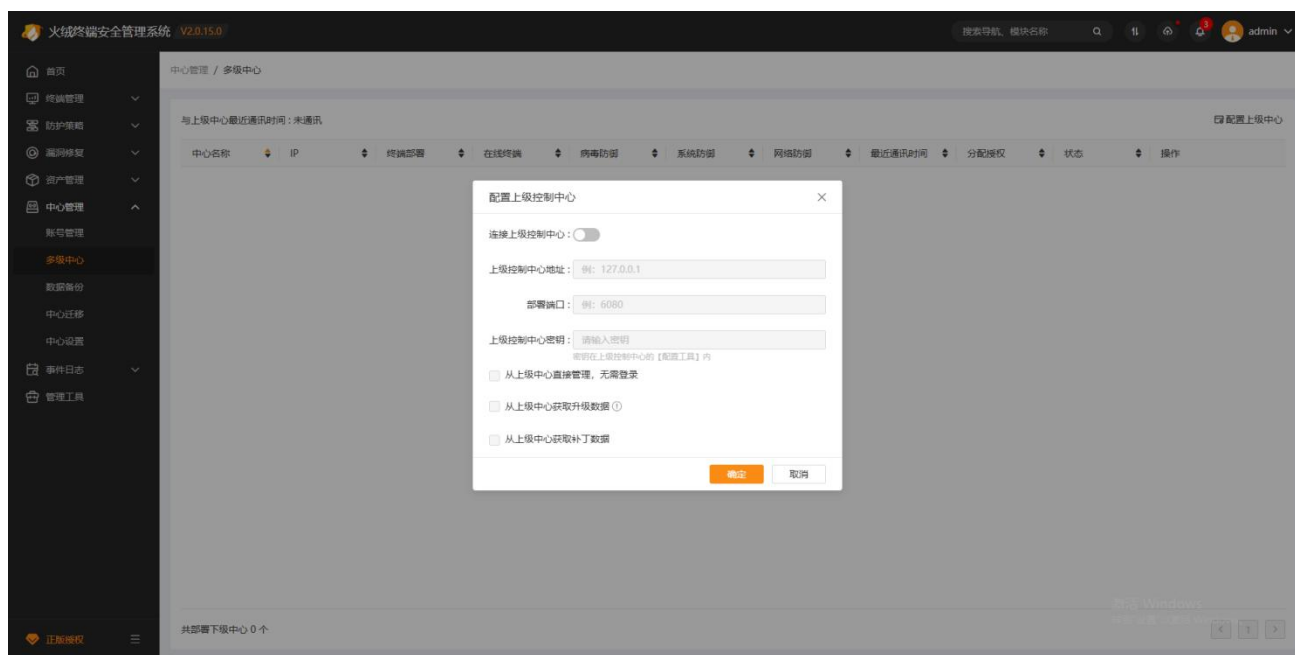 火绒终端安全管理系统 V2.0.15.0
搜索导航、模块名称
3
admin
首页
终端管理
防护策略
漏洞修复
资产管理
中心管理
账号管理
多级中心
数据备份
中心迁移
中心设置
事件日志
管理工具
正版授权
中心管理 / 多级中心
与上级中心最近通讯时间：未通讯
配置上级中心
中心名称 IP 终端部署 在线终端 病毒防御 系统防御 网络防御 最近通讯时间 分配授权 状态 操作
配置上级控制中心
连接上级控制中心：
上级控制中心地址： 例：127.0.0.1
部署端口： 例：6080
上级控制中心密钥： 请输入密钥
密钥在上级控制中心的【配置工具】内
从上级中心直接管理，无需登录
从上级中心获取升级数据
从上级中心获取补丁数据
确定 取消
激活 Windows
共部署下级中心 0 个
1